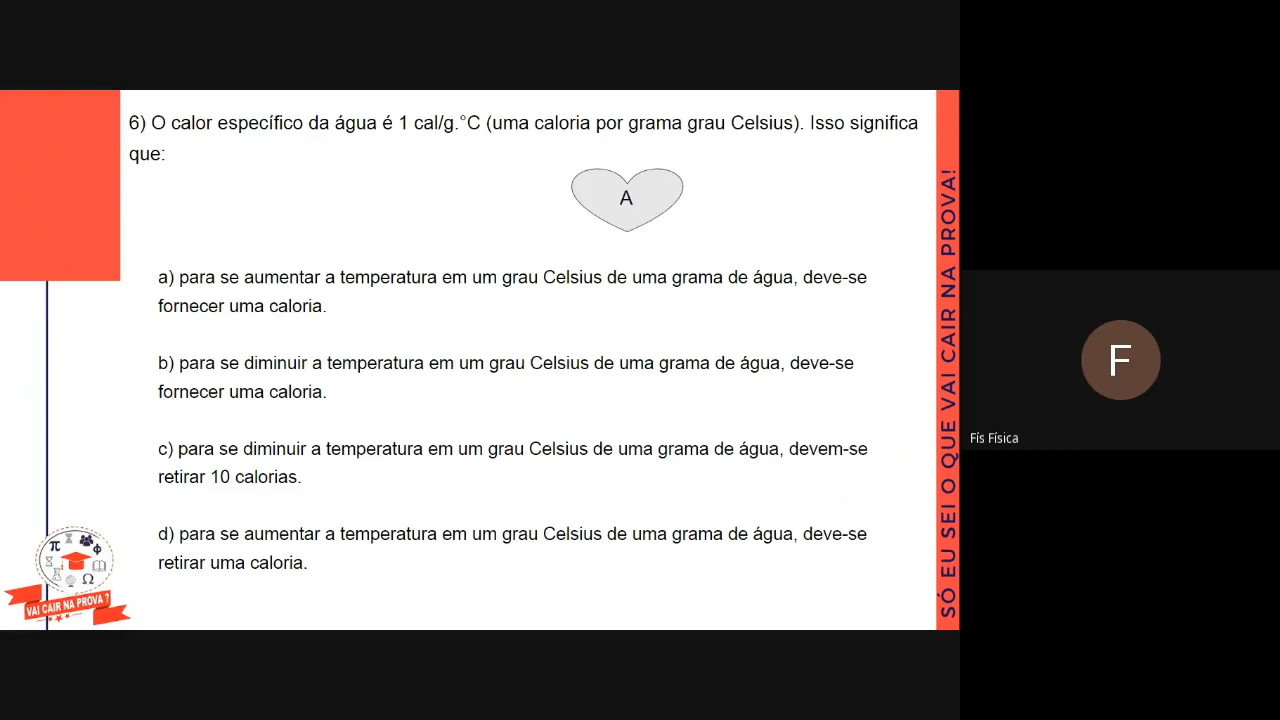 6) O calor específico da água é 1 cal/g.°C (uma caloria por grama grau Celsius). Isso significa
que:
A
a) para se aumentar a temperatura em um grau Celsius de uma grama de água, deve-se
fornecer uma caloria.
b) para se diminuir a temperatura em um grau Celsius de uma grama de água, deve-se
fornecer uma caloria.
c) para se diminuir a temperatura em um grau Celsius de uma grama de água, devem-se
retirar 10 calorias.
d) para se aumentar a temperatura em um grau Celsius de uma grama de água, deve-se
retirar uma caloria.
π
Φ
Ω
VAI CAIR NA PROVA ?
SÓ EU SEI O QUE VAI CAIR NA PROVA!
F
Fís Física